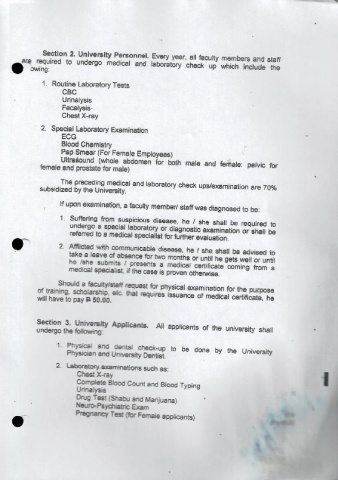 Section 2. University Personnel. Every year, all faculty members and staff
are required to undergo medical and laboratory check up which include the
owing:
1. Routine Laboratory Tests
CBC
Urinalysis
Fecalysis
Chest X-ray
2. Special Laboratory Examination
ECG
Blood Chemistry
Pap Smear (For Female Employees)
Ultrasound (whole abdomen for both male and female: pelvic for
female and prostate for male)
The preceding medical and laboratory check ups/examination are 70%
subsidized by the University.
If upon examination, a faculty member/ staff was diagnosed to be:
1. Suffering from suspicious disease, he / she shall be required to
undergo a special laboratory or diagnostic examination or shall be
referred to a medical specialist for further evaluation.
2. Afflicted with communicable disease, he / she shall be advised to
take a leave of absence for two months or until he gets well or until
he /she submits / presents a medical certificate coming from a
medical specialist, if the case is proven otherwise.
Should a faculty/staff request for physical examination for the purpose
of training, scholarship, etc. that requires issuance of medical certificate, he
will have to pay ₱ 50.00.
Section 3. University Applicants. All applicants of the university shall
undergo the following:
1. Physical and dental check-up to be done by the University
Physician and University Dentist.
2. Laboratory examinations such as:
Chest X-ray
Complete Blood Count and Blood Typing
Urinalysis
Drug Test (Shabu and Marijuana)
Neuro-Psychiatric Exam
Pregnancy Test (for Female applicants)